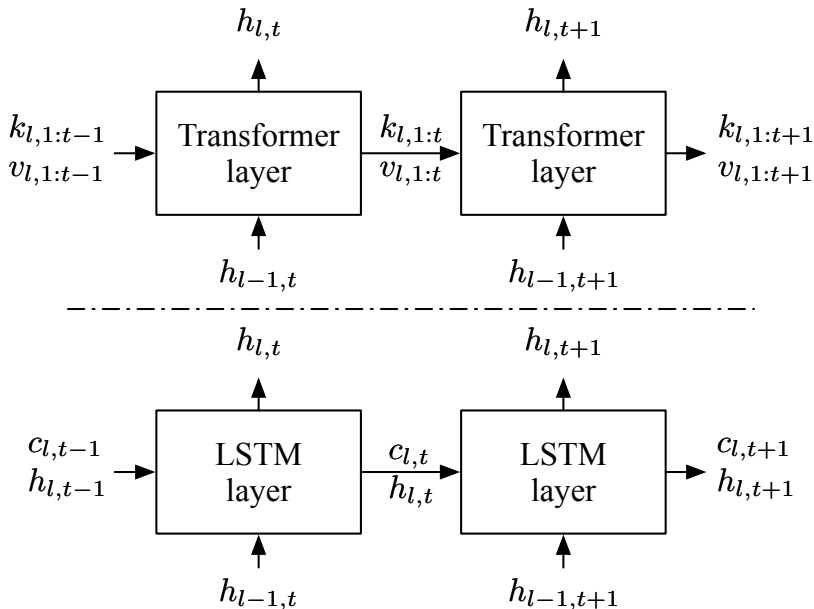 h_{l,t} h_{l,t+1}
k_{l,1:t−1} Transformer k_{l,1:t} Transformer k_{l,1:t+1}
v_{l,1:t−1} layer v_{l,1:t} layer v_{l,1:t+1}
h_{l−1,t} h_{l−1,t+1}
h_{l,t} h_{l,t+1}
c_{l,t−1} LSTM c_{l,t} LSTM c_{l,t+1}
h_{l,t−1} layer h_{l,t} layer h_{l,t+1}
h_{l−1,t} h_{l−1,t+1}